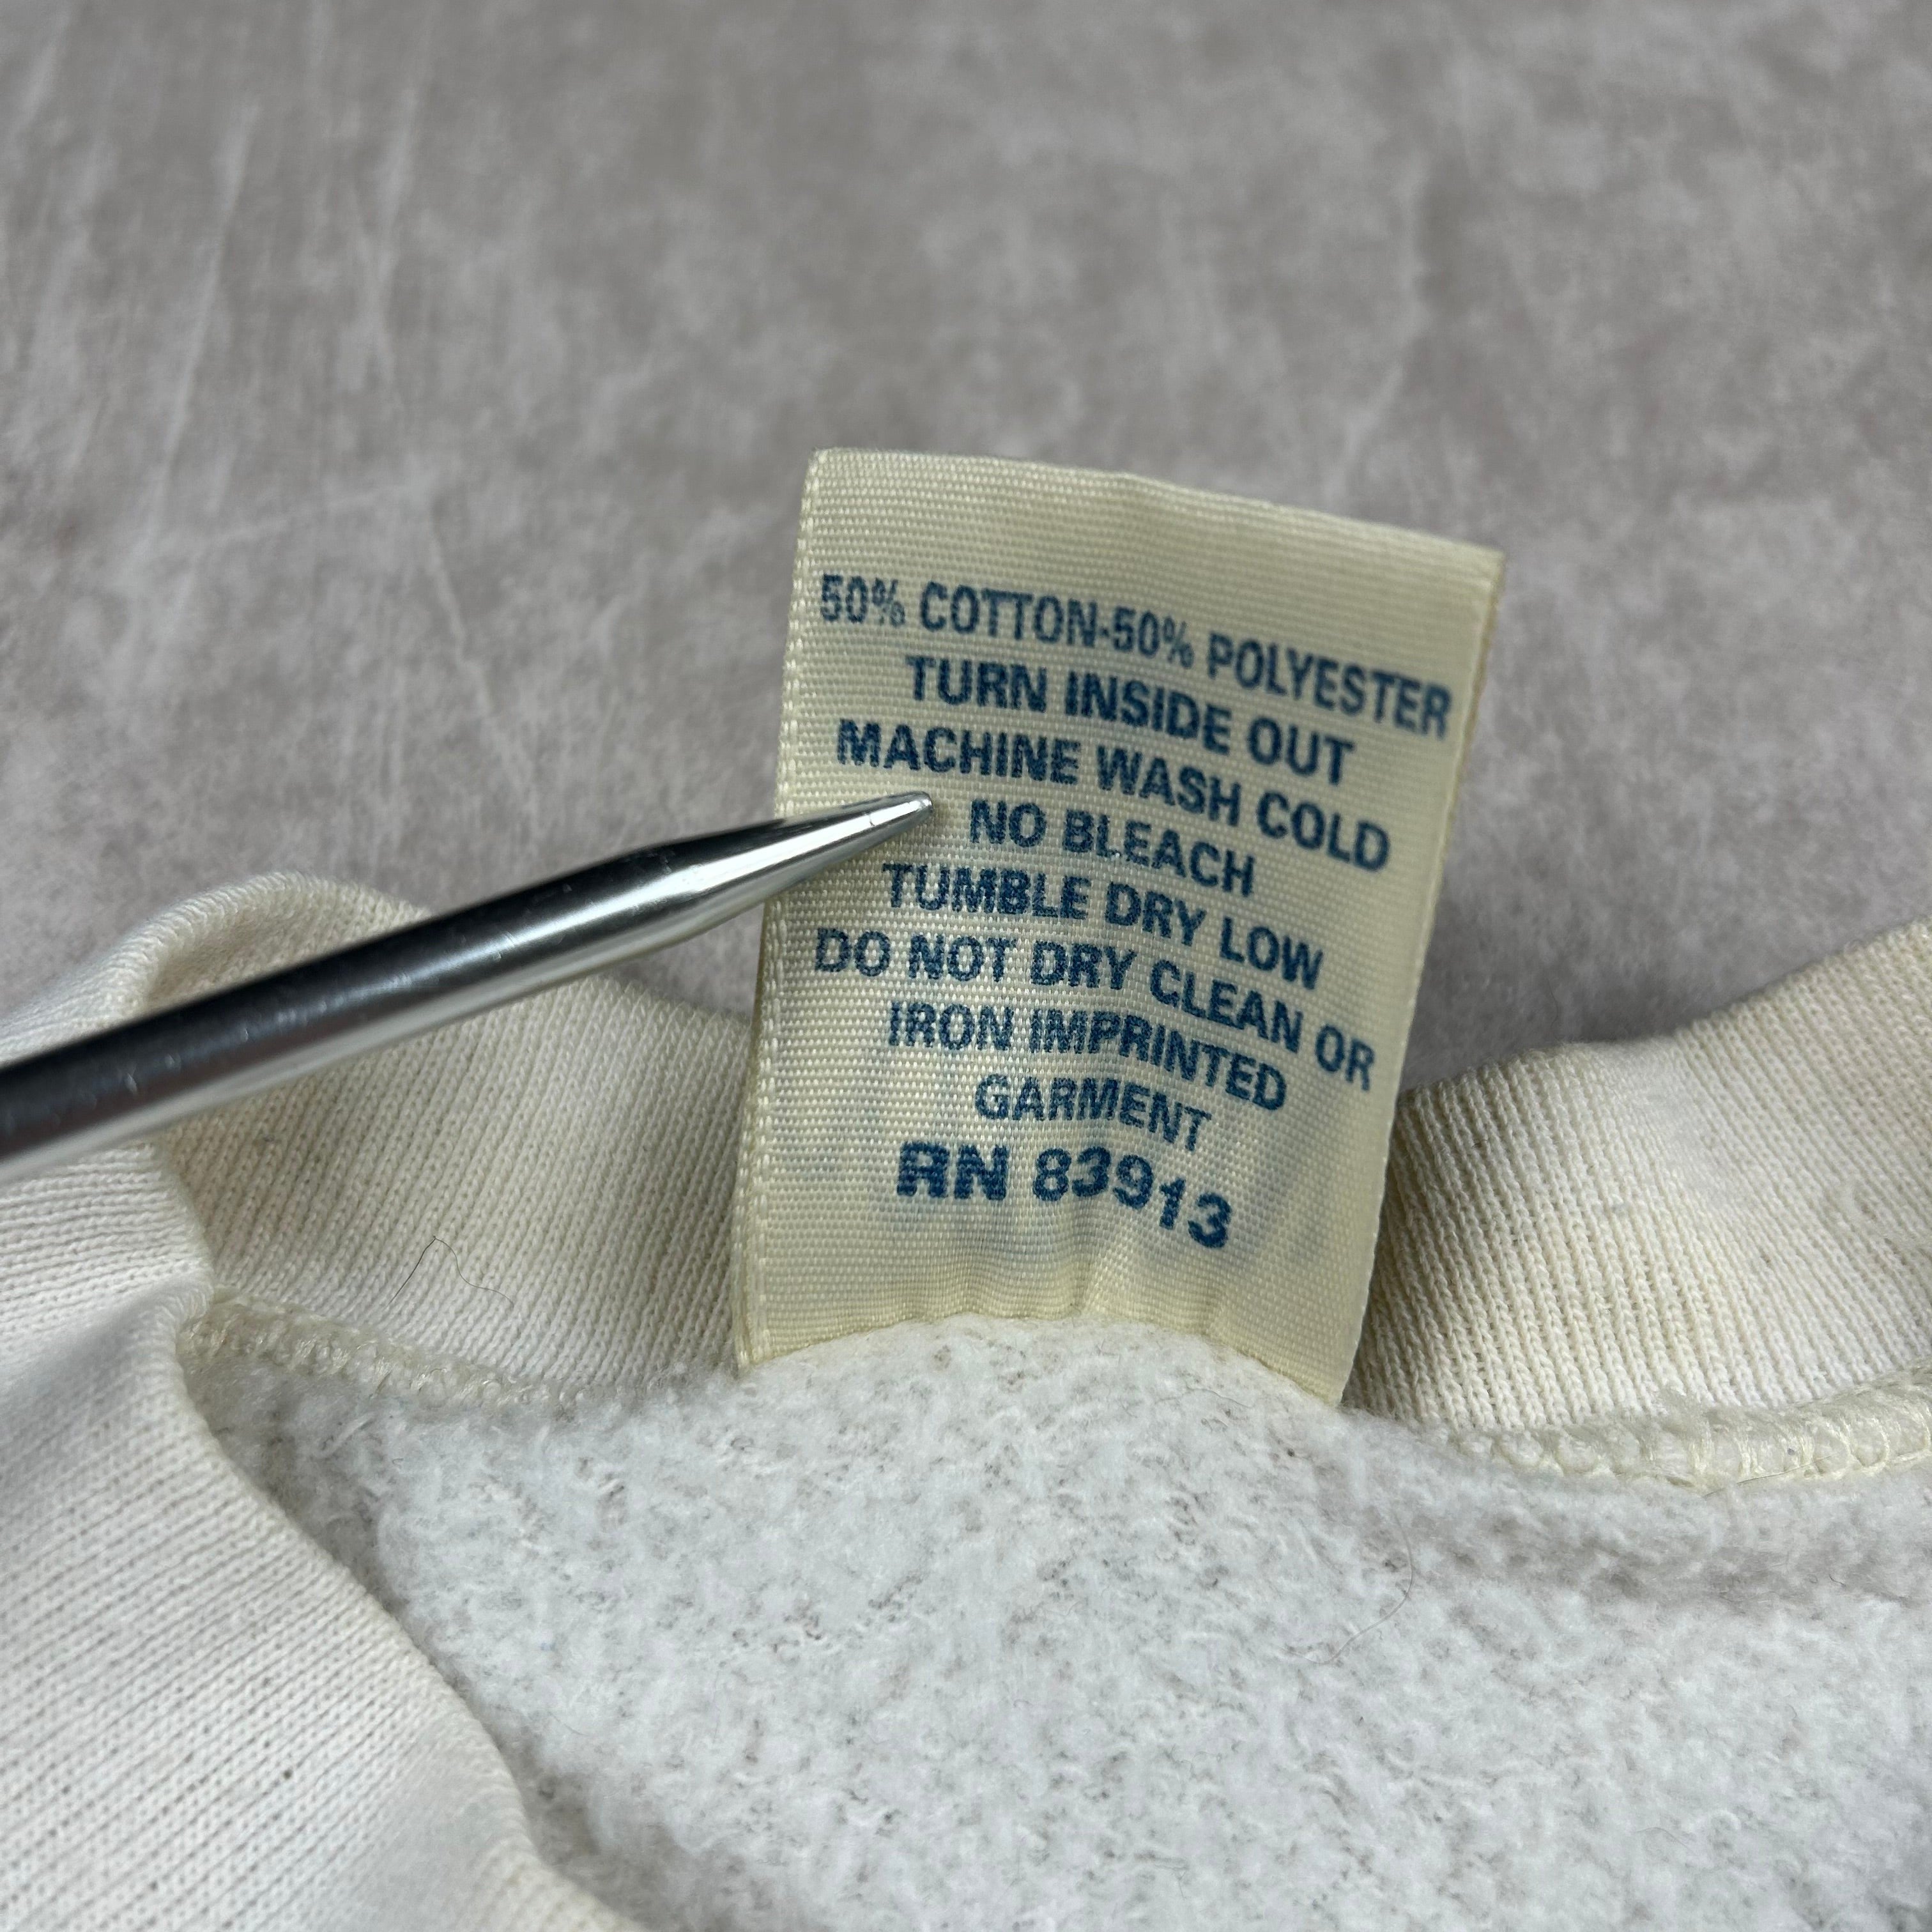 50% COTTON-50% POLYESTER
TURN INSIDE OUT
MACHINE WASH COLD
NO BLEACH
TUMBLE DRY LOW
DO NOT DRY CLEAN OR
IRON IMPRINTED
GARMENT
RN 83913